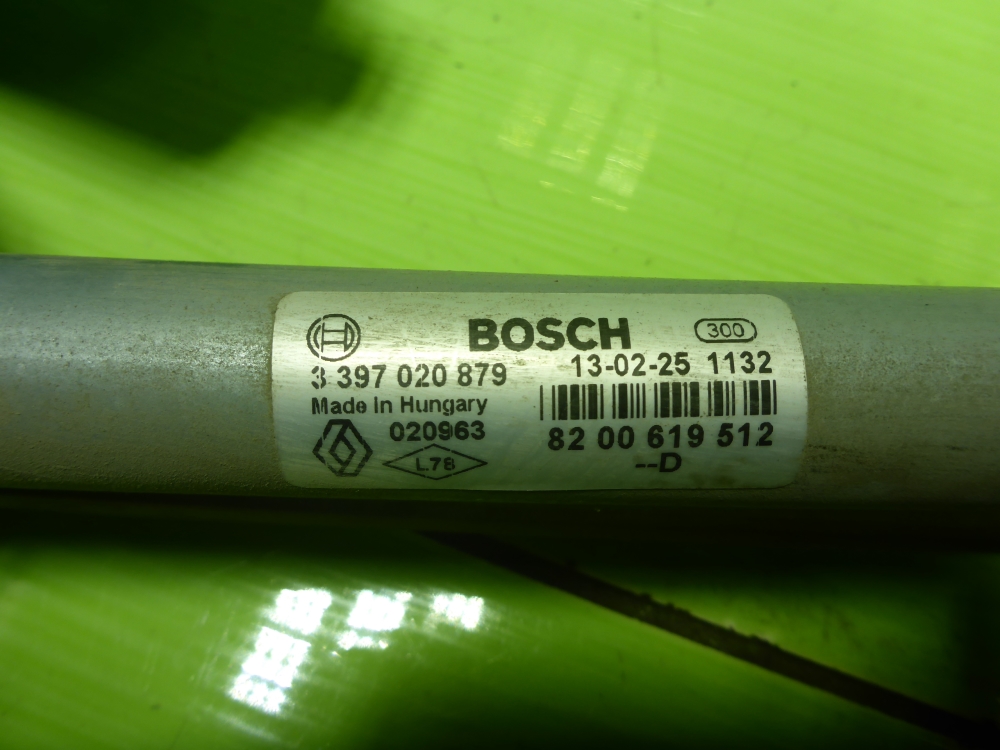 BOSCH 300
3 397 020 879 13-02-25 1132
Made in Hungary
020963 82 00 619 512
L78 --D